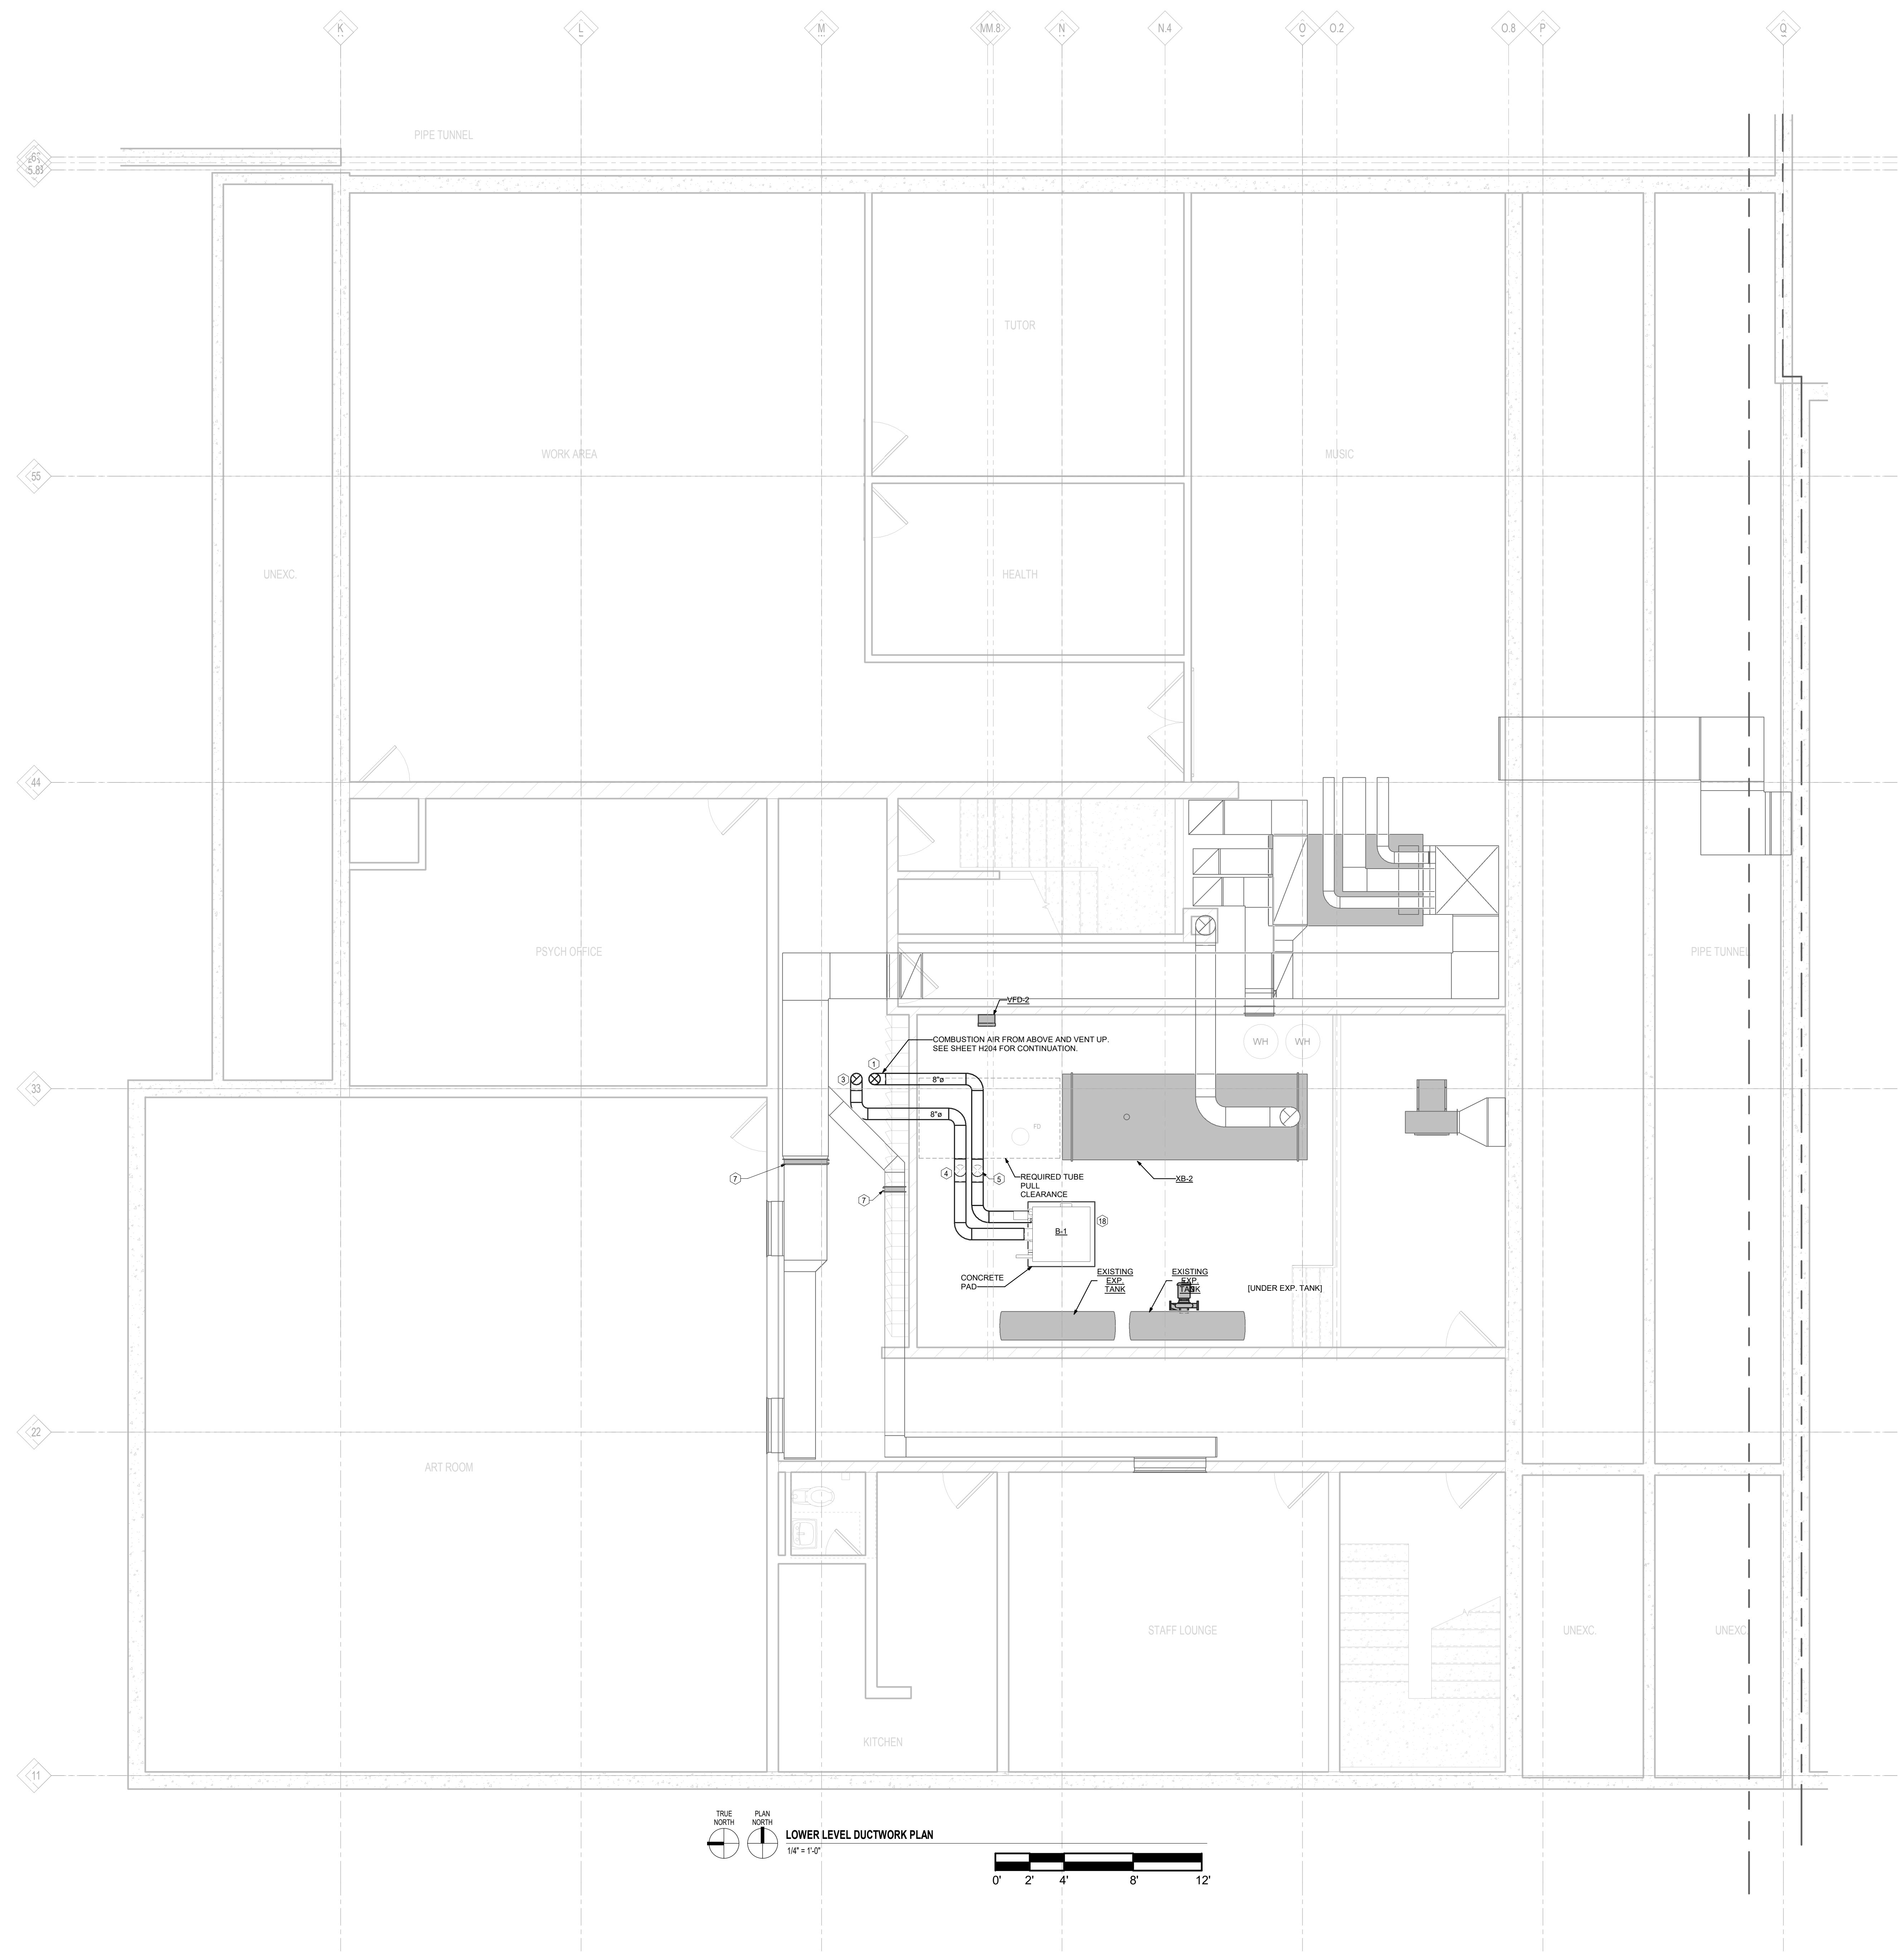 K
L
M
MM.8
N
N.4
O
O.2
O.8
P
Q
PIPE TUNNEL
5.83
TUTOR
WORK AREA
MUSIC
55
UNEXC.
HEALTH
44
PSYCH OFFICE
PIPE TUNNEL
VFD-2
COMBUSTION AIR FROM ABOVE AND VENT UP.
SEE SHEET H204 FOR CONTINUATION.
WH
WH
1
3
8"ø
33
8"ø
FD
4
5
REQUIRED TUBE
PULL
CLEARANCE
XB-2
7
7
18
B-1
CONCRETE
PAD
EXISTING
EXP.
TANK
EXISTING
EXP.
TANK
[UNDER EXP. TANK]
22
ART ROOM
STAFF LOUNGE
UNEXC.
UNEXC.
KITCHEN
11
TRUE
NORTH
PLAN
NORTH
LOWER LEVEL DUCTWORK PLAN
1/4" = 1'-0"
0'
2'
4'
8'
12'